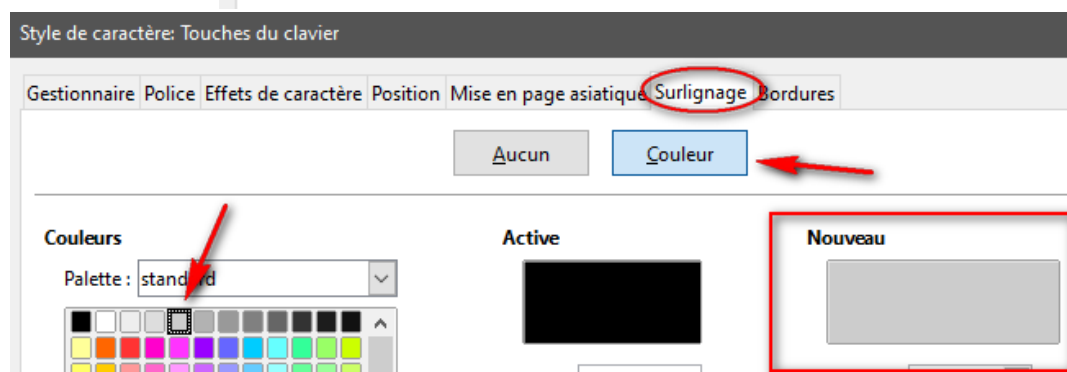 Style de caractère: Touches du clavier
Gestionnaire Police Effets de caractère Position Mise en page asiatique Surlignage Bordures
Aucun Couleur
Couleurs Active Nouveau
Palette : standard